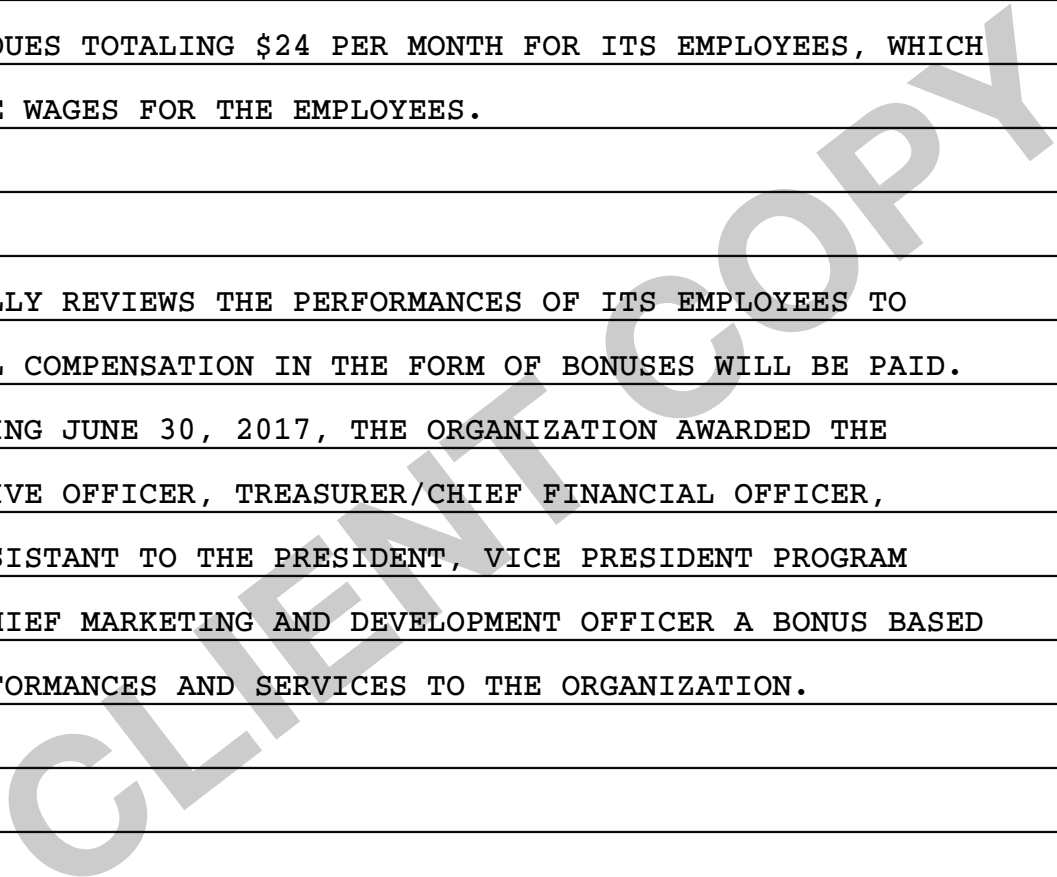 DUES TOTALING $24 PER MONTH FOR ITS EMPLOYEES, WHICH
WAGES FOR THE EMPLOYEES.
LLY REVIEWS THE PERFORMANCES OF ITS EMPLOYEES TO
COMPENSATION IN THE FORM OF BONUSES WILL BE PAID.
ING JUNE 30, 2017, THE ORGANIZATION AWARDED THE
IVE OFFICER, TREASURER/CHIEF FINANCIAL OFFICER,
SISTANT TO THE PRESIDENT, VICE PRESIDENT PROGRAM
HIEF MARKETING AND DEVELOPMENT OFFICER A BONUS BASED
FORMANCES AND SERVICES TO THE ORGANIZATION.
CLIENT COPY